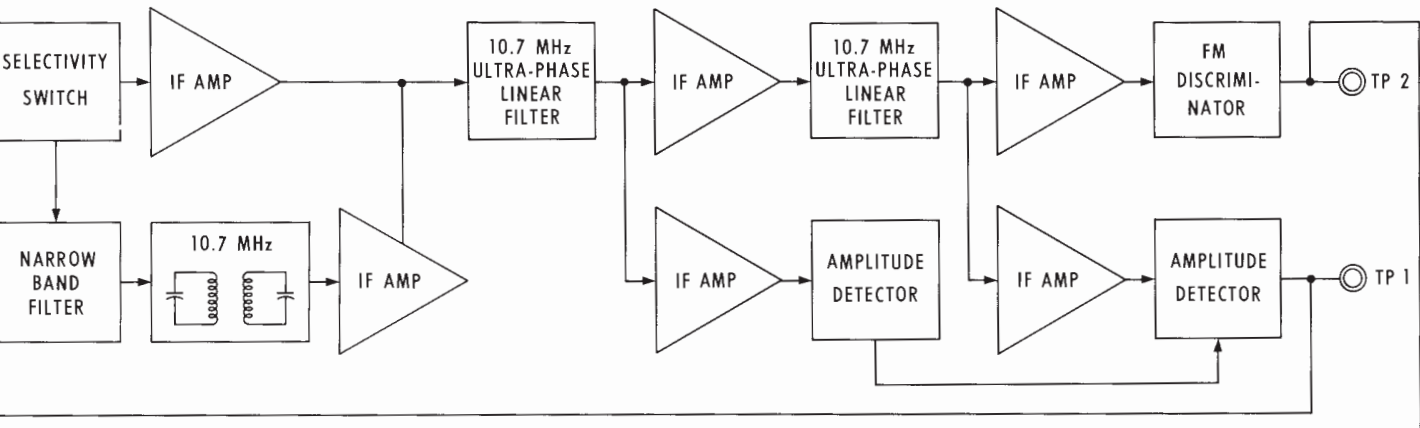 SELECTIVITY
SWITCH
IF AMP
10.7 MHz
ULTRA-PHASE
LINEAR
FILTER
IF AMP
10.7 MHz
ULTRA-PHASE
LINEAR
FILTER
IF AMP
FM
DISCRIMI-
NATOR
TP 2
NARROW
BAND
FILTER
10.7 MHz
IF AMP
IF AMP
AMPLITUDE
DETECTOR
IF AMP
AMPLITUDE
DETECTOR
TP 1